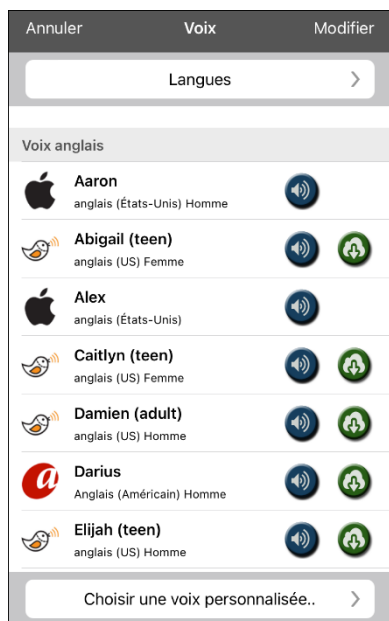 Annuler Voix Modifier
Langues
Voix anglais
Aaron
anglais (États-Unis) Homme
Abigail (teen)
anglais (US) Femme
Alex
anglais (États-Unis)
Caitlyn (teen)
anglais (US) Femme
Damien (adult)
anglais (US) Homme
a
Darius
Anglais (Américain) Homme
Elijah (teen)
anglais (US) Homme
Choisir une voix personnalisée..